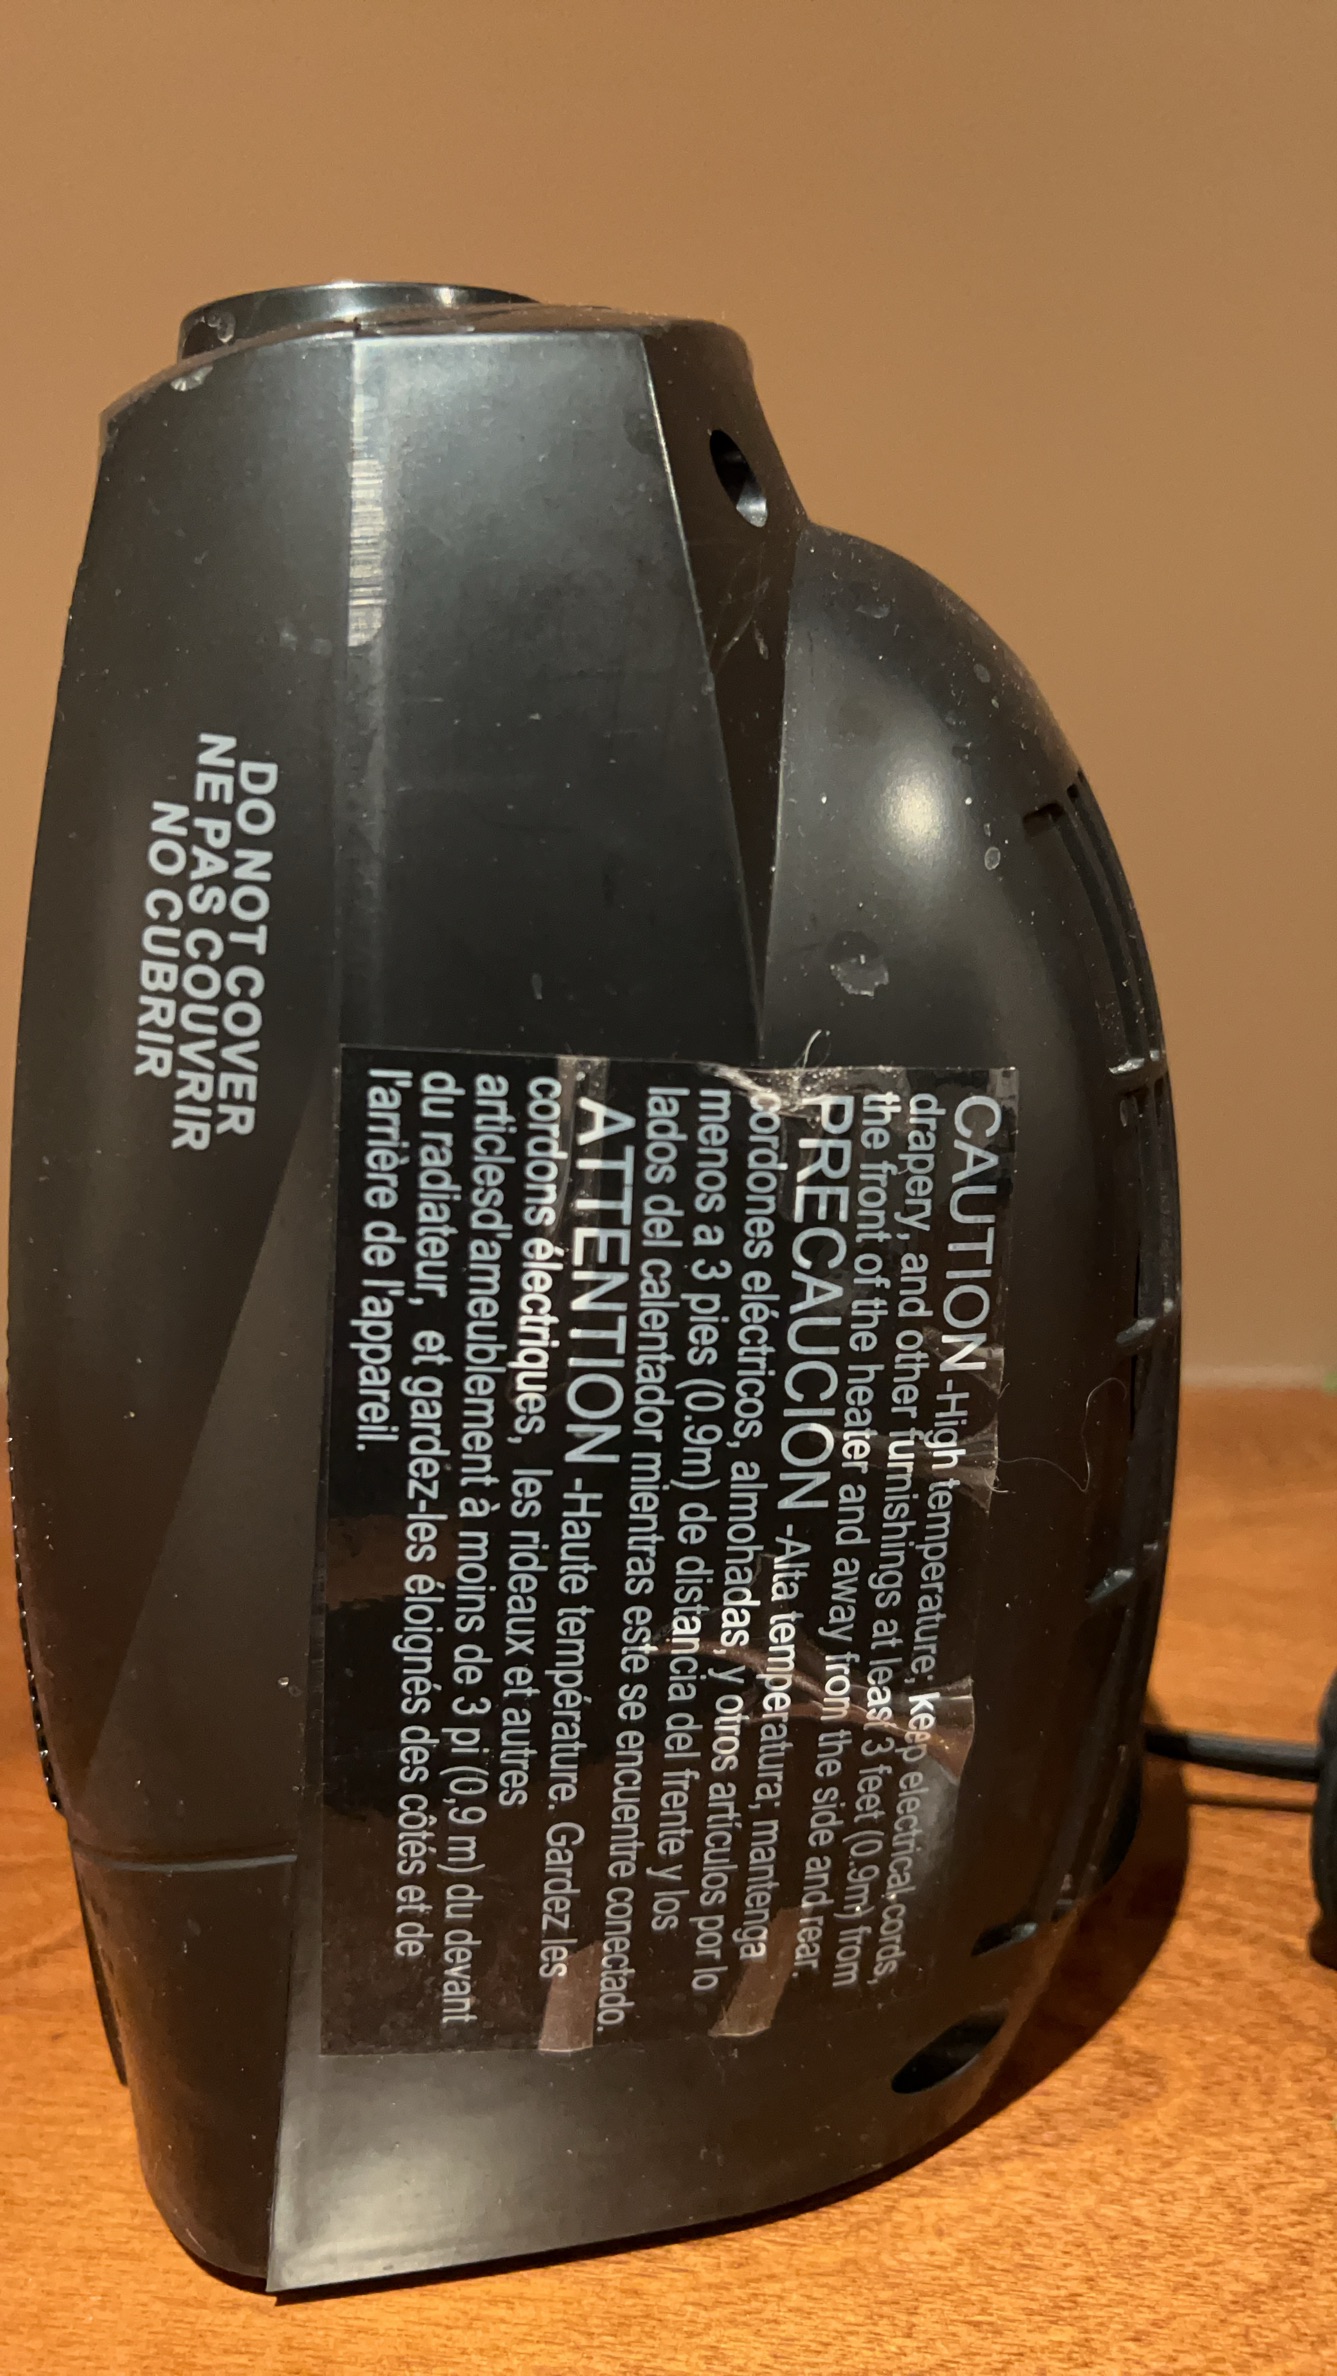 DO NOT COVER
NE PAS COUVRIR
NO CUBRIR
CAUTION -High temperature; keep electrical cords,
drapery, and other furnishings at least 3 feet (0.9m) from
the front of the heater and away from the side and rear.
PRECAUCION -Alta temperatura; mantenga
cordones eléctricos, almohadas, y otros artículos por lo
menos a 3 pies (0.9m) de distancia del frente y los
lados del calentador mientras este se encuentre conectado.
. ATTENTION -Haute température. Gardez les
cordons électriques, les rideaux et autres
articlesd'ameublement à moins de 3 pi (0,9 m) du devant
du radiateur, et gardez-les éloignés des côtés et de
l'arrière de l'appareil.